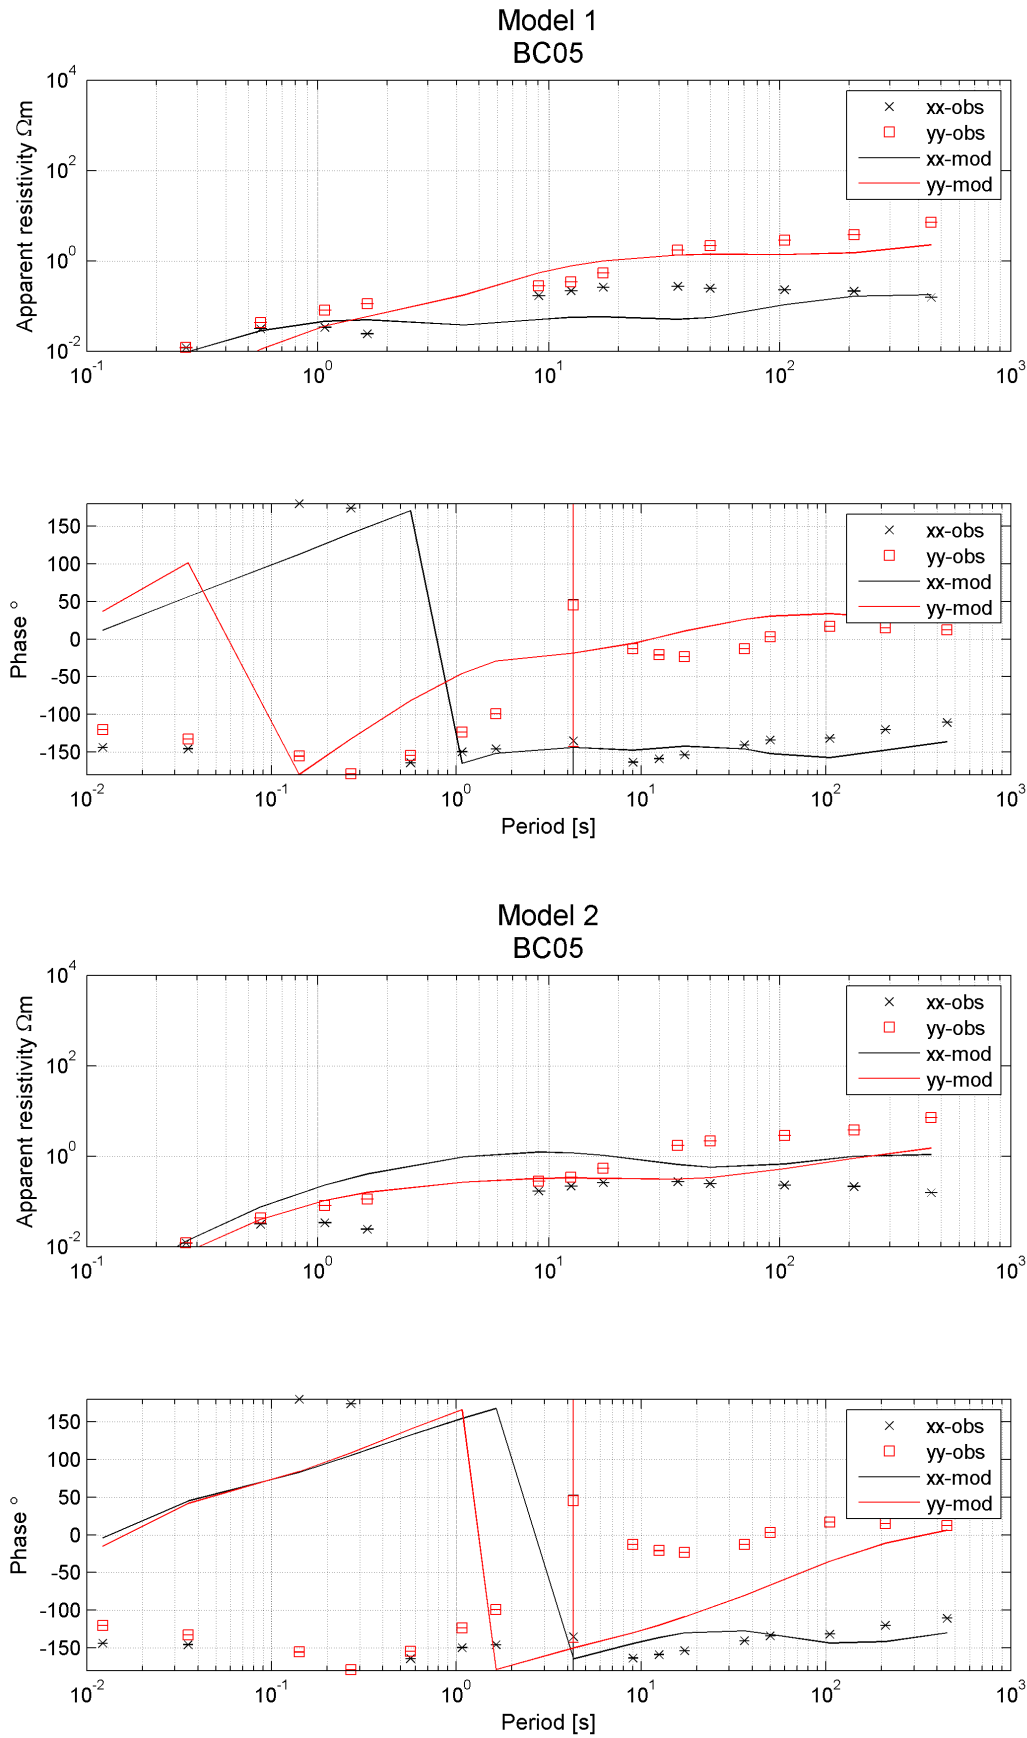 Model 1
BC05
Apparent resistivity Ωm
10^4
10^2
10^0
10^-2
xx-obs
yy-obs
xx-mod
yy-mod
10^-1 10^0 10^1 10^2 10^3
Phase °
150
100
50
0
-50
-100
-150
xx-obs
yy-obs
xx-mod
yy-mod
10^-2 10^-1 10^0 10^1 10^2 10^3
Period [s]
Model 2
BC05
Apparent resistivity Ωm
10^4
10^2
10^0
10^-2
xx-obs
yy-obs
xx-mod
yy-mod
10^-1 10^0 10^1 10^2 10^3
Phase °
150
100
50
0
-50
-100
-150
xx-obs
yy-obs
xx-mod
yy-mod
10^-2 10^-1 10^0 10^1 10^2 10^3
Period [s]